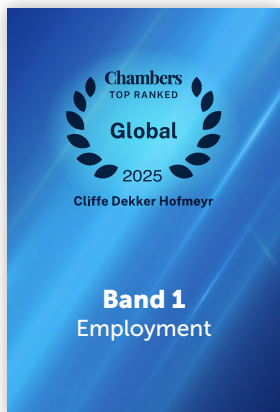 Chambers
TOP RANKED
Global
2025
Cliffe Dekker Hofmeyr
Band 1
Employment